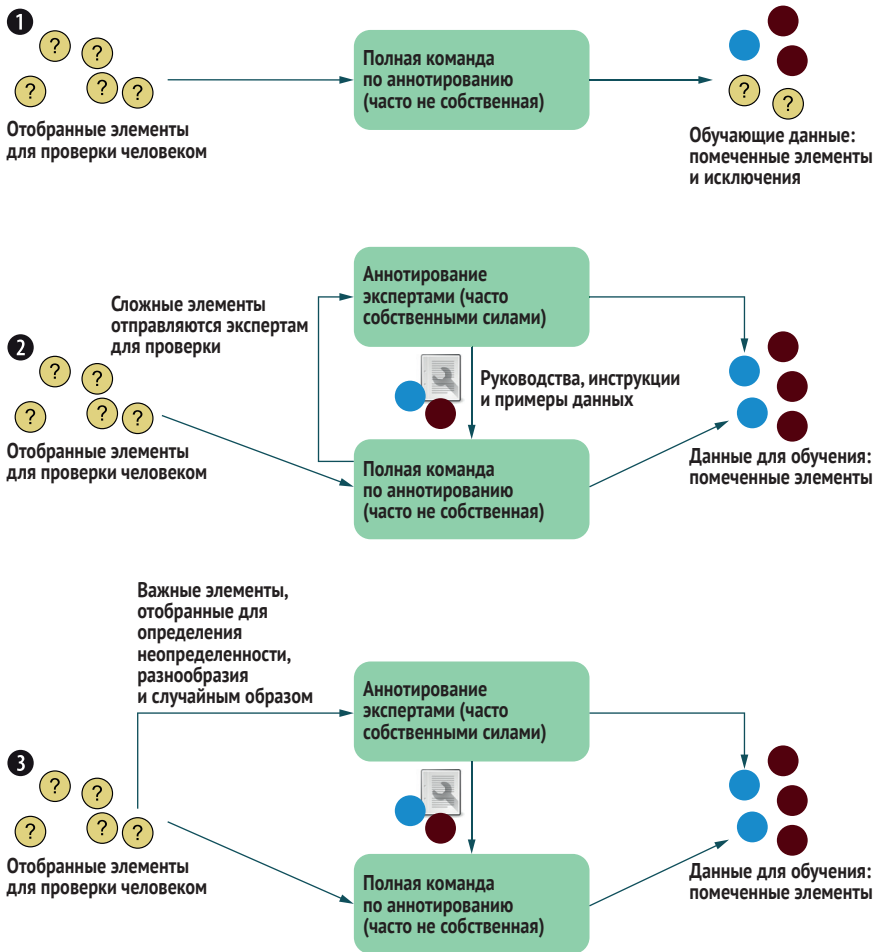 1
? ? ? ? ?
Отобранные элементы
для проверки человеком
Полная команда
по аннотированию
(часто не собственная)
? ?
Обучающие данные:
помеченные элементы
и исключения
2
Сложные элементы
отправляются экспертам
для проверки
? ? ? ? ?
Отобранные элементы
для проверки человеком
Аннотирование
экспертами (часто
собственными силами)
Руководства, инструкции
и примеры данных
Полная команда
по аннотированию
(часто не собственная)
Данные для обучения:
помеченные элементы
3
Важные элементы,
отобранные для
определения
неопределенности,
разнообразия
и случайным образом
? ? ? ? ?
Отобранные элементы
для проверки человеком
Аннотирование
экспертами (часто
собственными силами)
Полная команда
по аннотированию
(часто не собственная)
Данные для обучения:
помеченные элементы